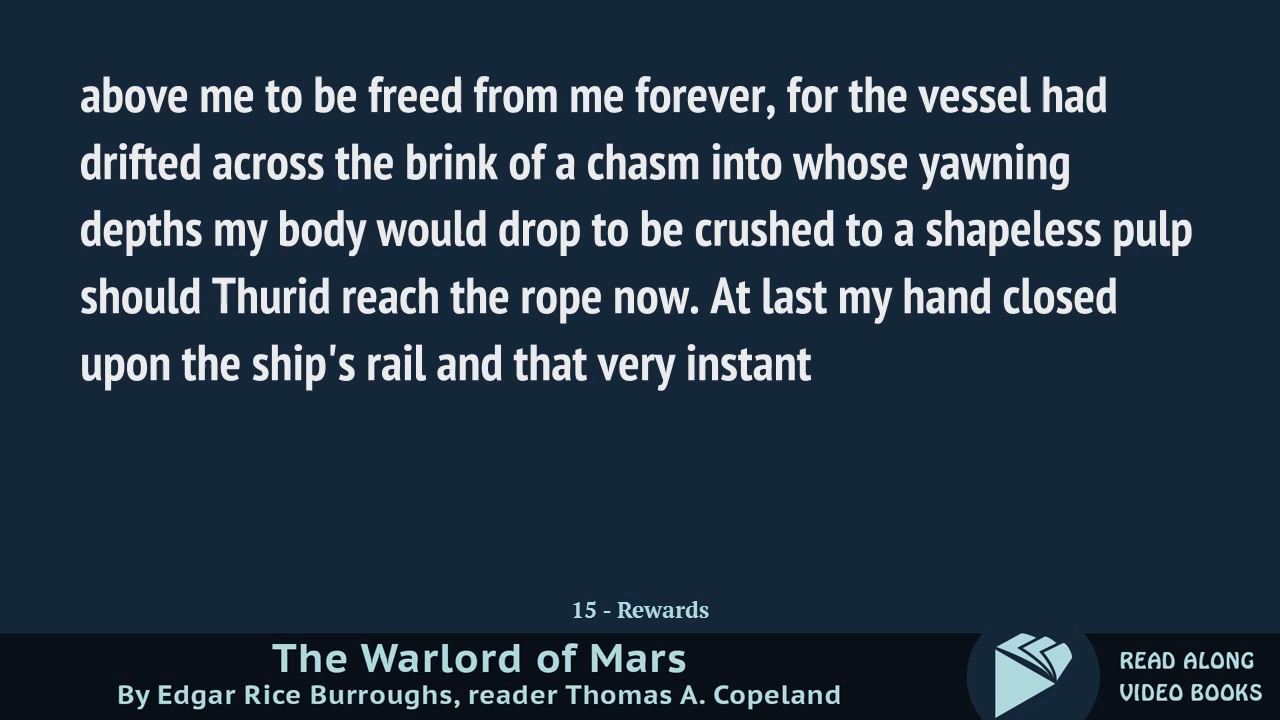 above me to be freed from me forever, for the vessel had
drifted across the brink of a chasm into whose yawning
depths my body would drop to be crushed to a shapeless pulp
should Thurid reach the rope now. At last my hand closed
upon the ship's rail and that very instant
15 - Rewards
The Warlord of Mars
By Edgar Rice Burroughs, reader Thomas A. Copeland
READ ALONG
VIDEO BOOKS